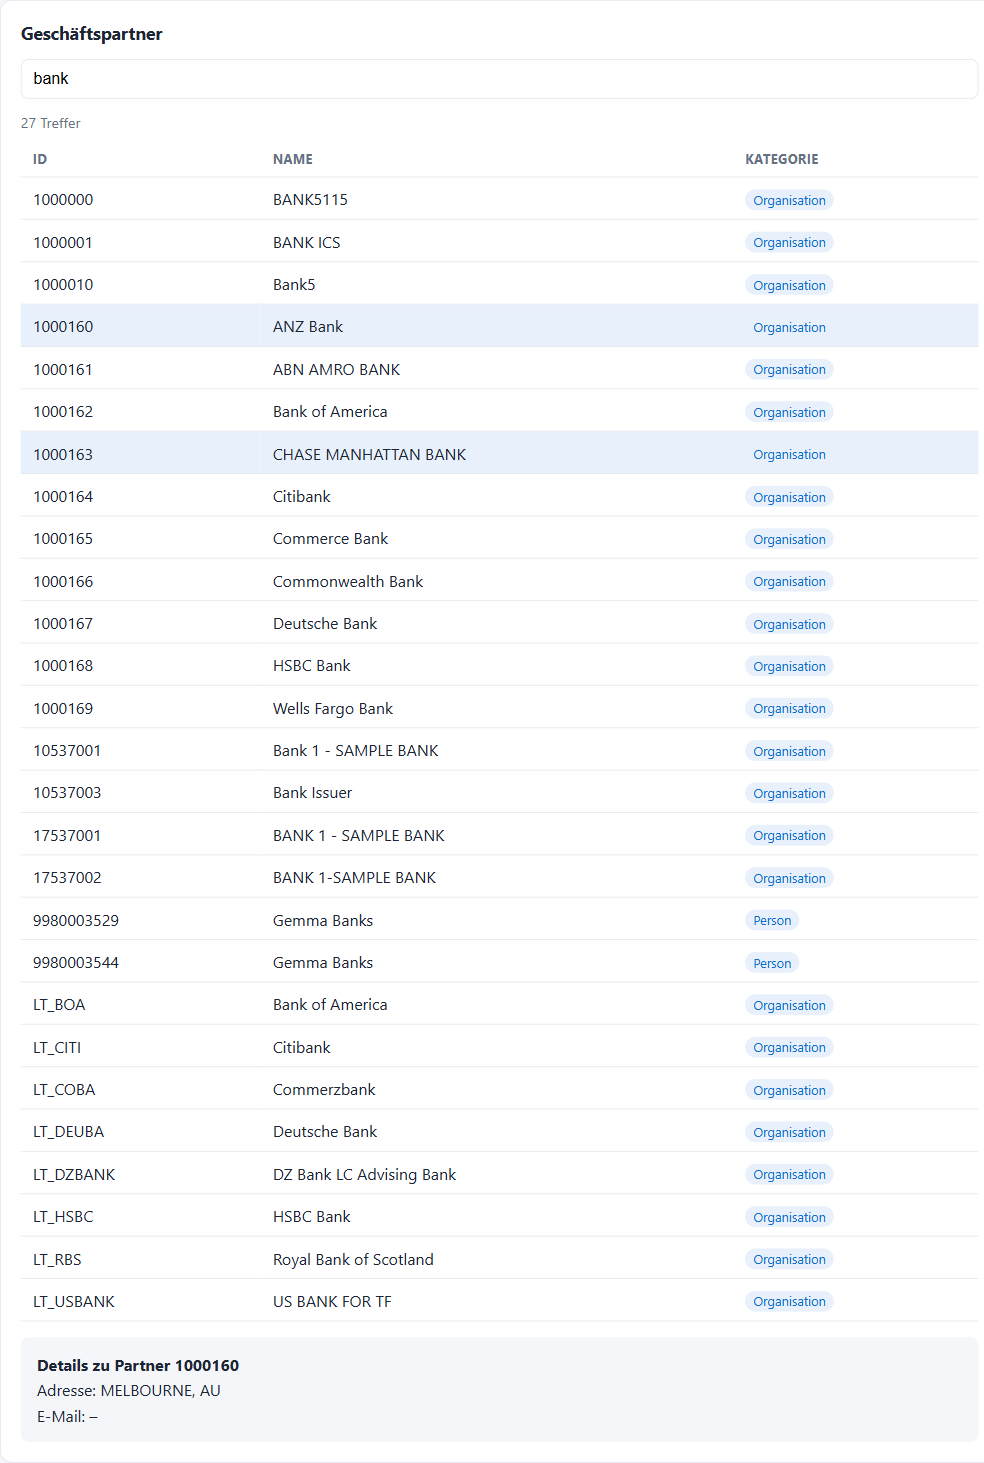 Geschäftspartner
bank
27 Treffer
ID NAME KATEGORIE
1000000 BANK5115 Organisation
1000001 BANK ICS Organisation
1000010 Bank5 Organisation
1000160 ANZ Bank Organisation
1000161 ABN AMRO BANK Organisation
1000162 Bank of America Organisation
1000163 CHASE MANHATTAN BANK Organisation
1000164 Citibank Organisation
1000165 Commerce Bank Organisation
1000166 Commonwealth Bank Organisation
1000167 Deutsche Bank Organisation
1000168 HSBC Bank Organisation
1000169 Wells Fargo Bank Organisation
10537001 Bank 1 - SAMPLE BANK Organisation
10537003 Bank Issuer Organisation
17537001 BANK 1 - SAMPLE BANK Organisation
17537002 BANK 1-SAMPLE BANK Organisation
9980003529 Gemma Banks Person
9980003544 Gemma Banks Person
LT_BOA Bank of America Organisation
LT_CITI Citibank Organisation
LT_COBA Commerzbank Organisation
LT_DEUBA Deutsche Bank Organisation
LT_DZBANK DZ Bank LC Advising Bank Organisation
LT_HSBC HSBC Bank Organisation
LT_RBS Royal Bank of Scotland Organisation
LT_USBANK US BANK FOR TF Organisation
Details zu Partner 1000160
Adresse: MELBOURNE, AU
E-Mail: –